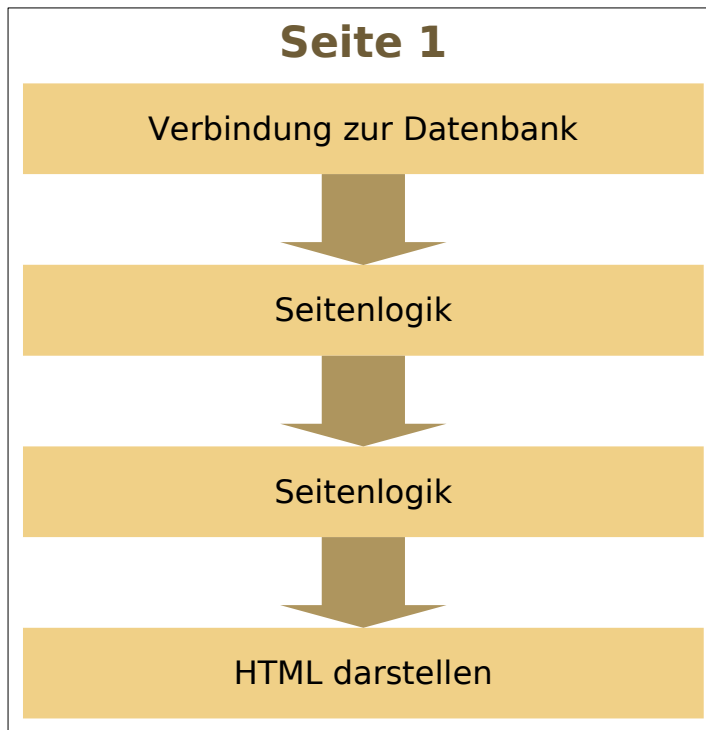 Seite 1
Verbindung zur Datenbank
Seitenlogik
Seitenlogik
HTML darstellen